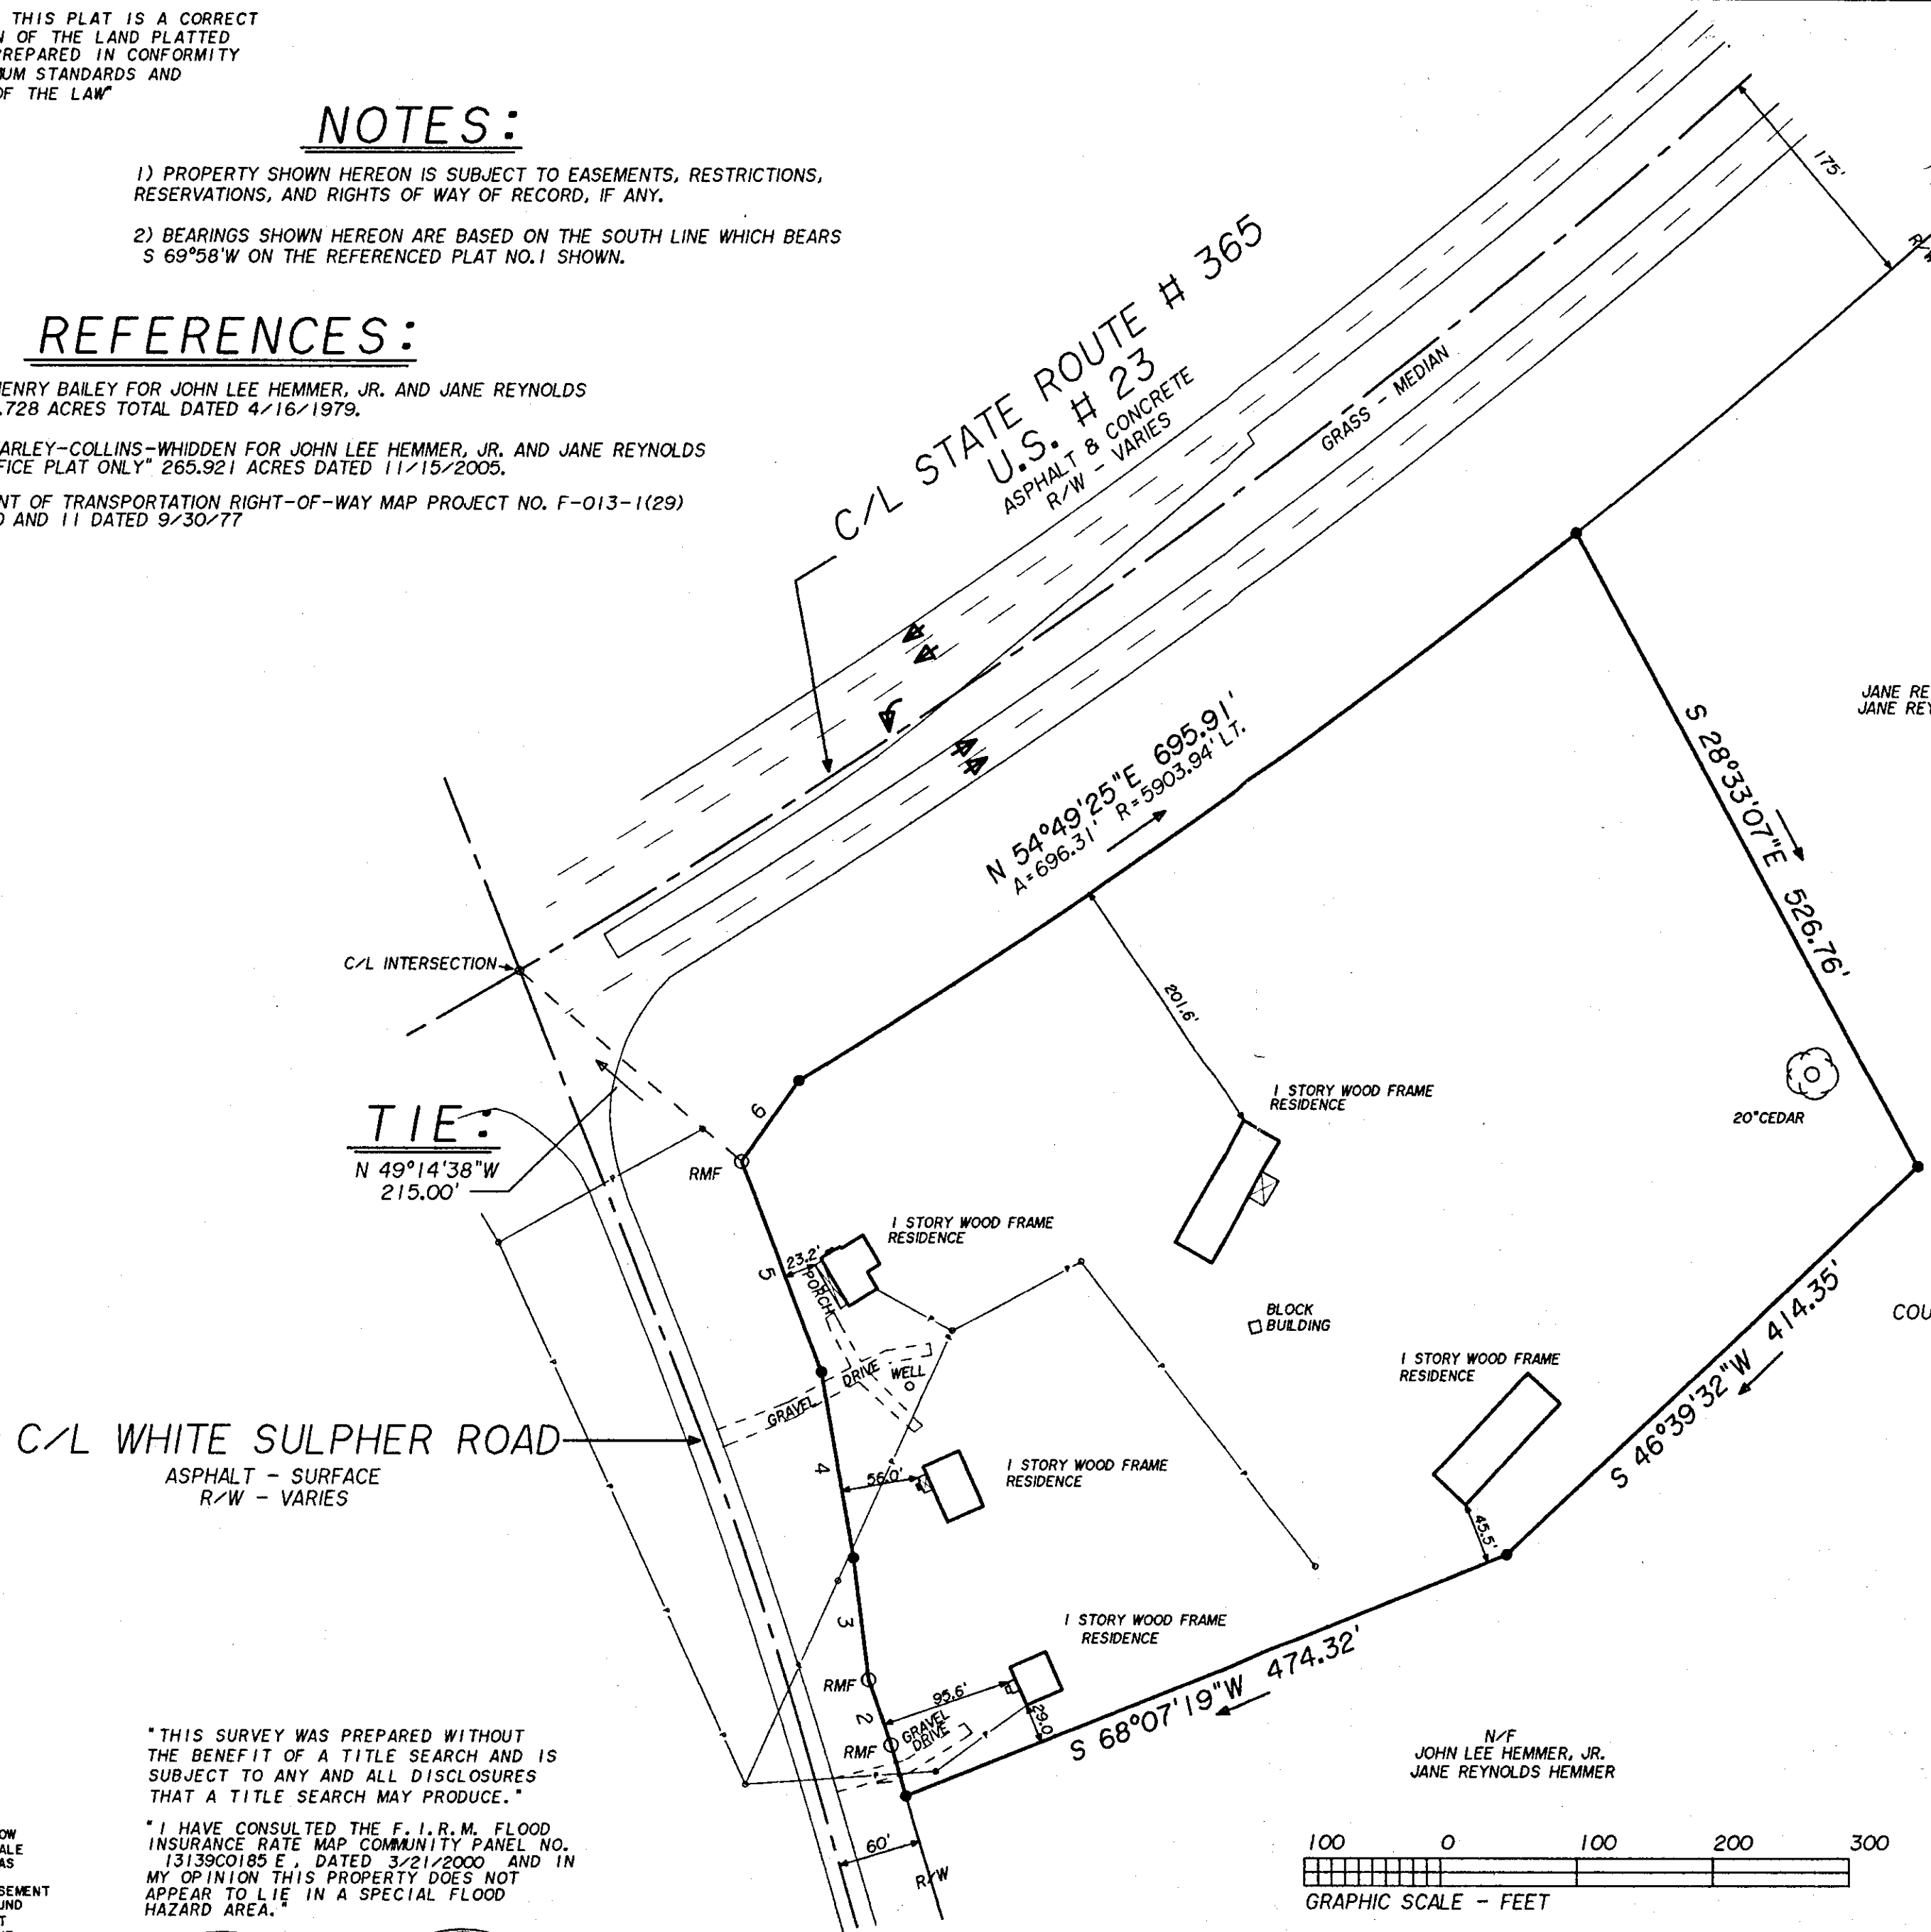 THIS PLAT IS A CORRECT
OF THE LAND PLATTED
PREPARED IN CONFORMITY
STANDARDS AND
OF THE LAW"
NOTES:
1) PROPERTY SHOWN HEREON IS SUBJECT TO EASEMENTS, RESTRICTIONS,
RESERVATIONS, AND RIGHTS OF WAY OF RECORD, IF ANY.
2) BEARINGS SHOWN HEREON ARE BASED ON THE SOUTH LINE WHICH BEARS
S 69°58'W ON THE REFERENCED PLAT NO.1 SHOWN.
REFERENCES:
HENRY BAILEY FOR JOHN LEE HEMMER, JR. AND JANE REYNOLDS
.728 ACRES TOTAL DATED 4/16/1979.
ARLEY-COLLINS-WHIDDEN FOR JOHN LEE HEMMER, JR. AND JANE REYNOLDS
FICE PLAT ONLY" 265.921 ACRES DATED 11/15/2005.
NT OF TRANSPORTATION RIGHT-OF-WAY MAP PROJECT NO. F-013-1(29)
AND 11 DATED 9/30/77
C/L STATE ROUTE # 365
U.S. # 23
ASPHALT & CONCRETE
R/W - VARIES
GRASS - MEDIAN
175'
JANE RE
JANE REY
N 54°49'25"E 695.91'
A=696.31' R=5903.94' LT.
S 28°33'07"E 526.76'
C/L INTERSECTION
201.6'
TIE:
N 49°14'38"W
215.00'
6
RMF
1 STORY WOOD FRAME
RESIDENCE
20"CEDAR
1 STORY WOOD FRAME
RESIDENCE
23.2'
5
PORCH
BLOCK
BUILDING
COU
S 46°39'32"W 414.35'
1 STORY WOOD FRAME
RESIDENCE
DRIVE
WELL
GRAVEL
C/L WHITE SULPHER ROAD
ASPHALT - SURFACE
R/W - VARIES
4
56.0'
1 STORY WOOD FRAME
RESIDENCE
45.5'
3
1 STORY WOOD FRAME
RESIDENCE
RMF
95.6'
2
GRAVEL
DRIVE
29.0
RMF
S 68°07'19"W 474.32'
N/F
JOHN LEE HEMMER, JR.
JANE REYNOLDS HEMMER
"THIS SURVEY WAS PREPARED WITHOUT
THE BENEFIT OF A TITLE SEARCH AND IS
SUBJECT TO ANY AND ALL DISCLOSURES
THAT A TITLE SEARCH MAY PRODUCE."
"I HAVE CONSULTED THE F.I.R.M. FLOOD
INSURANCE RATE MAP COMMUNITY PANEL NO.
13139C0185 E, DATED 3/21/2000 AND IN
MY OPINION THIS PROPERTY DOES NOT
APPEAR TO LIE IN A SPECIAL FLOOD
HAZARD AREA."
OW
ALE
AS
SEMENT
UND
60'
R/W
100 0 100 200 300
GRAPHIC SCALE - FEET